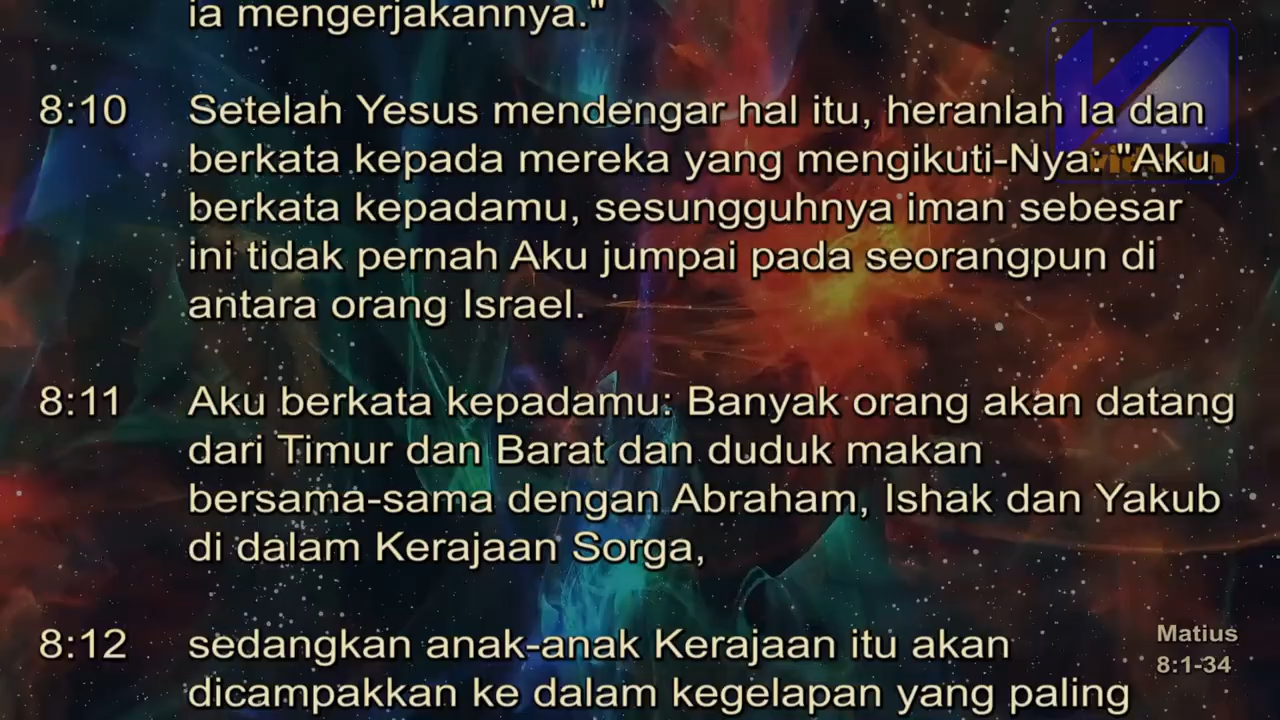 ia mengerjakannya."
8:10 Setelah Yesus mendengar hal itu, heranlah Ia dan
berkata kepada mereka yang mengikuti-Nya: "Aku
berkata kepadamu, sesungguhnya iman sebesar
ini tidak pernah Aku jumpai pada seorangpun di
antara orang Israel.
8:11 Aku berkata kepadamu: Banyak orang akan datang
dari Timur dan Barat dan duduk makan
bersama-sama dengan Abraham, Ishak dan Yakub
di dalam Kerajaan Sorga,
8:12 sedangkan anak-anak Kerajaan itu akan
dicampakkan ke dalam kegelapan yang paling
Matius
8:1-34